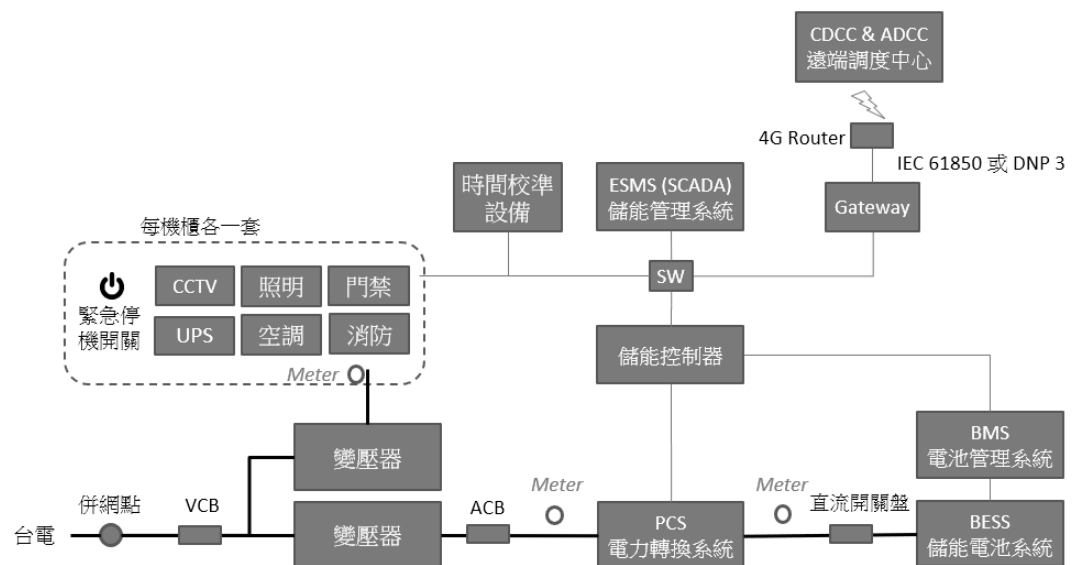 CDCC & ADCC
遠端調度中心
4G Router
IEC 61850 或 DNP 3
時間校準
設備
ESMS (SCADA)
儲能管理系統
Gateway
每機櫃各一套
SW
緊急停
機開關
CCTV
照明
門禁
UPS
空調
消防
Meter
儲能控制器
變壓器
BMS
電池管理系統
台電
併網點
VCB
變壓器
ACB
Meter
PCS
電力轉換系統
Meter
直流開關盤
BESS
儲能電池系統